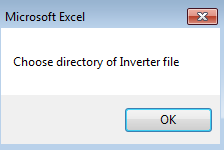 Microsoft Excel
Choose directory of Inverter file
OK